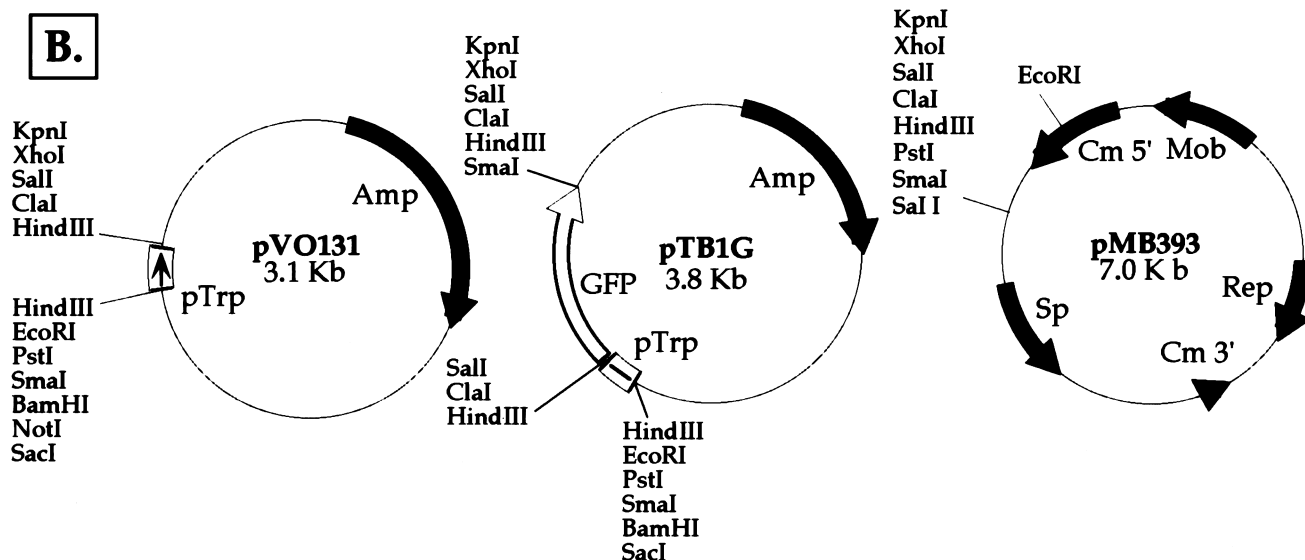 B.
KpnI
XhoI
SalI
ClaI
HindIII
HindIII
EcoRI
PstI
SmaI
BamHI
NotI
SacI
Amp
pVO131
3.1 Kb
pTrp
KpnI
XhoI
SalI
ClaI
HindIII
SmaI
Amp
pTB1G
3.8 Kb
GFP
pTrp
SalI
ClaI
HindIII
HindIII
EcoRI
PstI
SmaI
BamHI
SacI
KpnI
XhoI
SalI
ClaI
HindIII
PstI
SmaI
Sal I
EcoRI
Cm 5'
Mob
pMB393
7.0 K b
Rep
Sp
Cm 3'